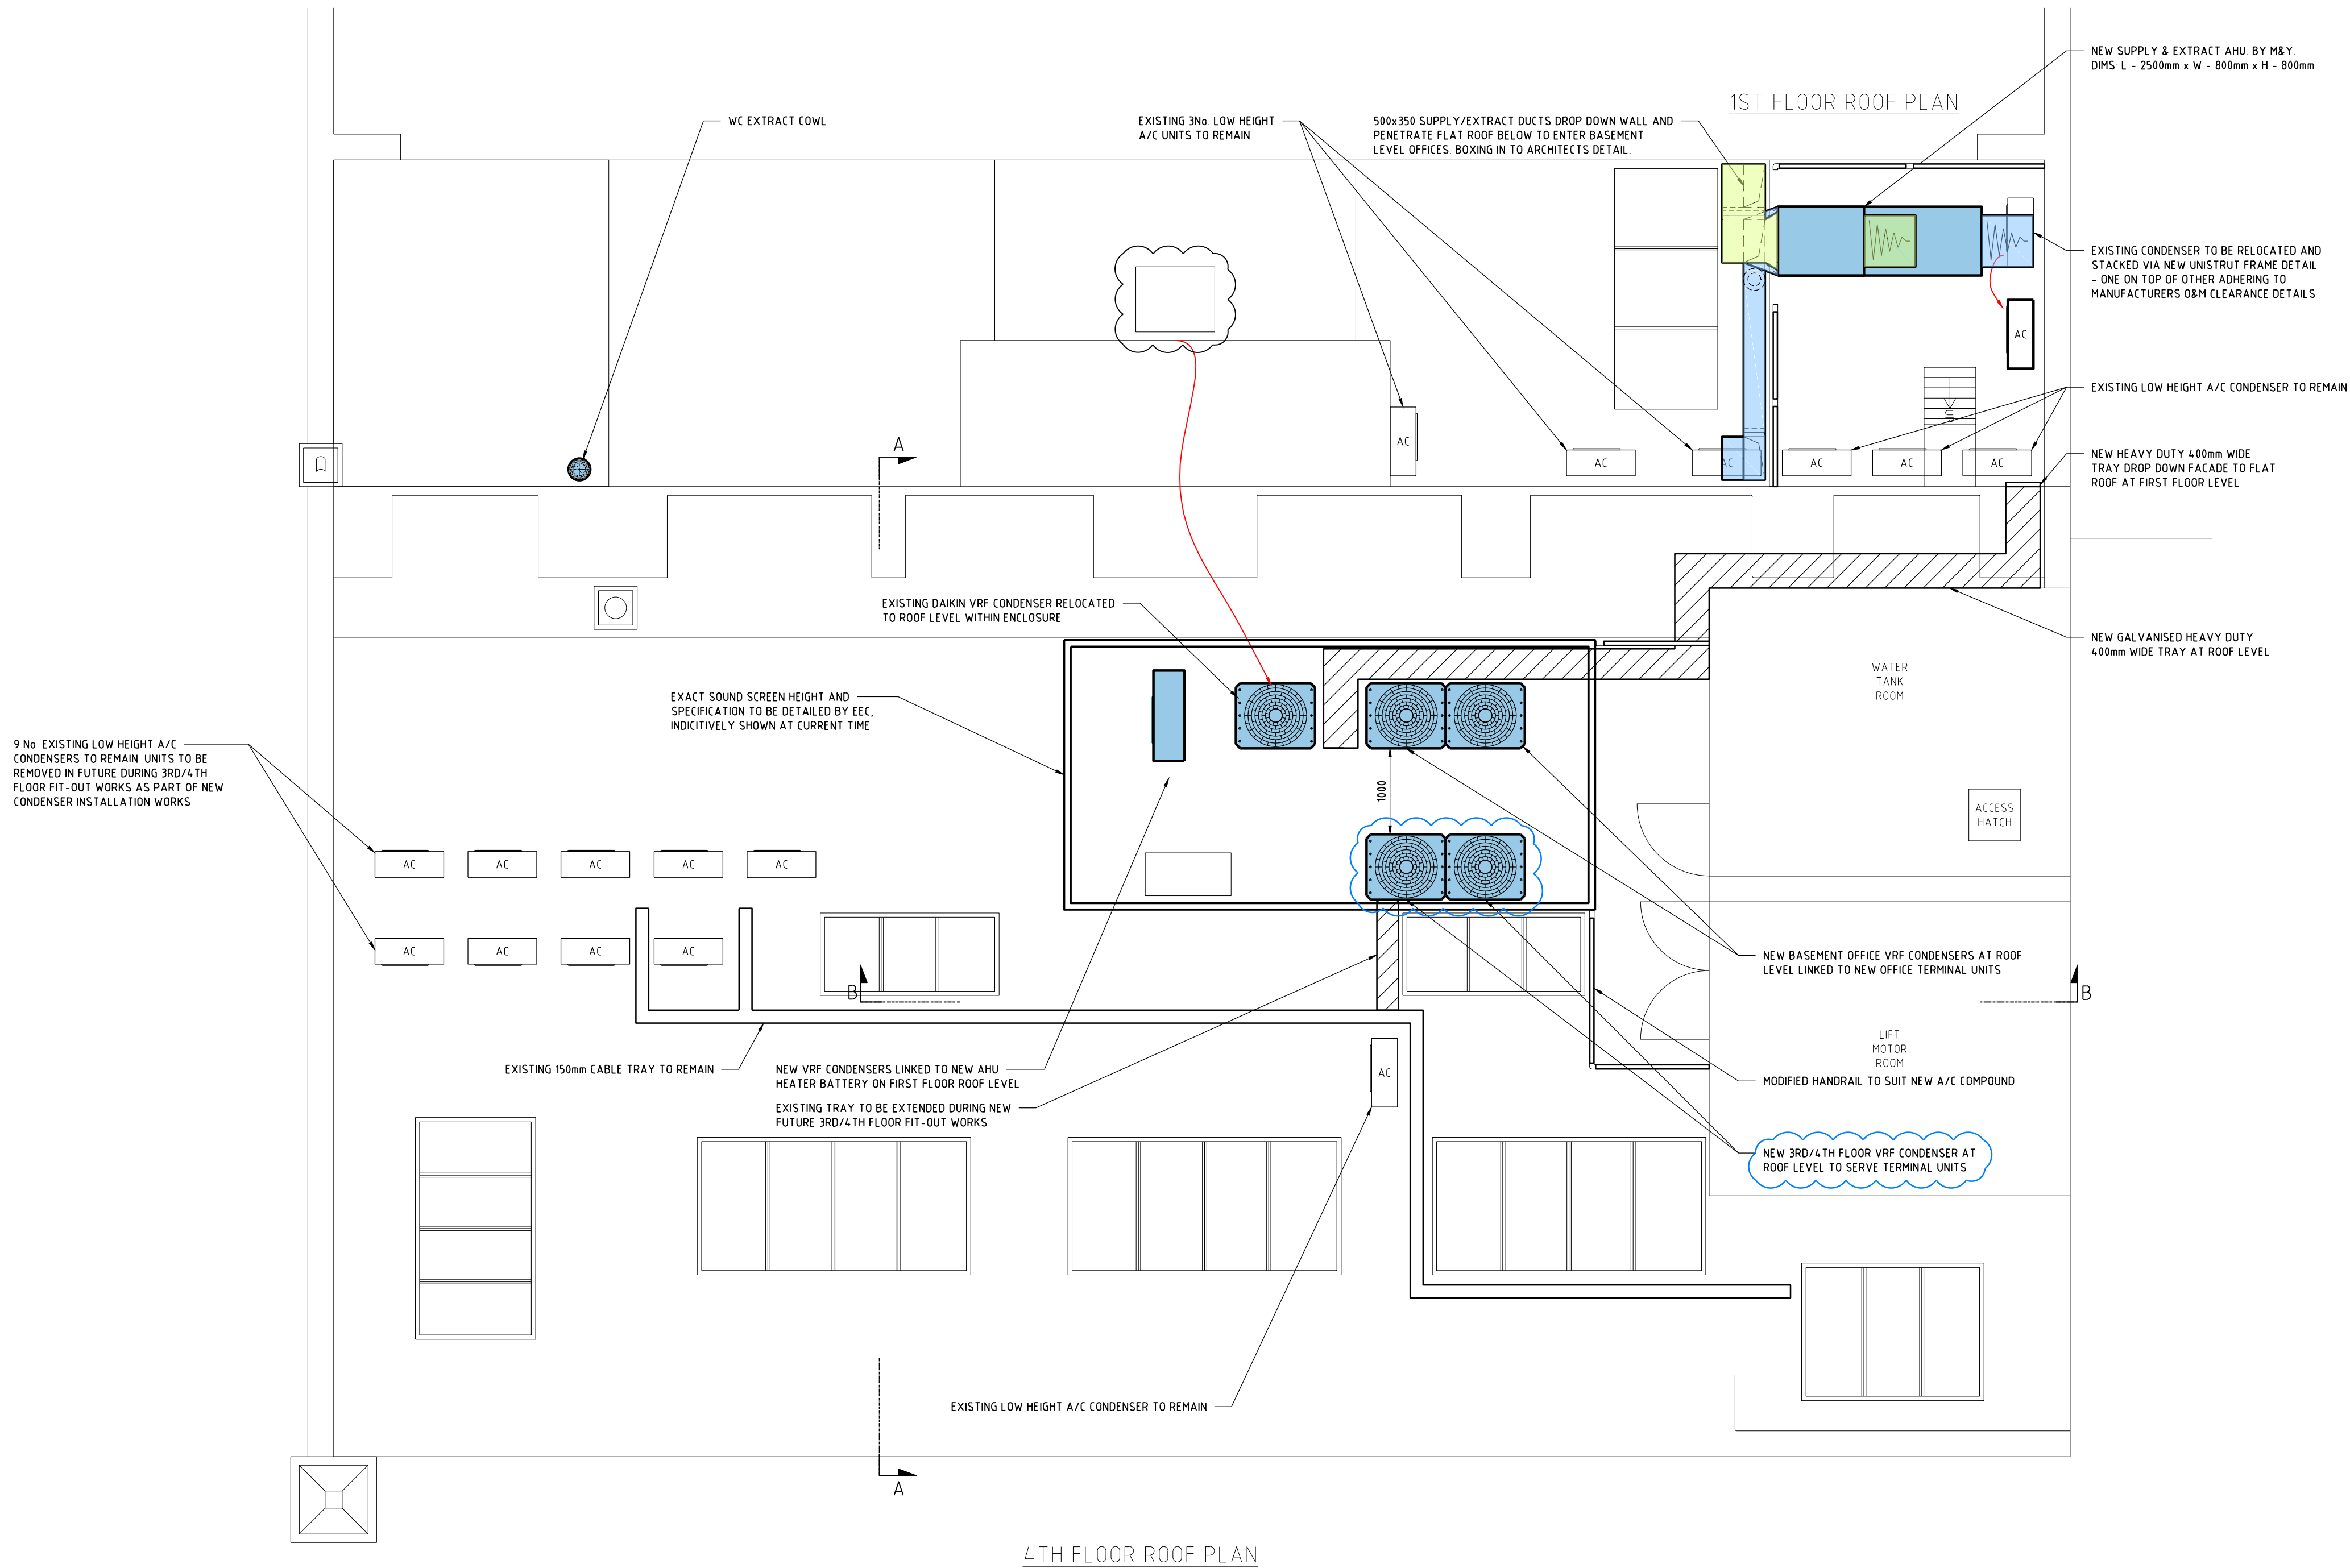 NEW SUPPLY & EXTRACT AHU. BY M&Y.
DIMS: L - 2500mm x W - 800mm x H - 800mm
1ST FLOOR ROOF PLAN
WC EXTRACT COWL
EXISTING 3No. LOW HEIGHT
A/C UNITS TO REMAIN
500x350 SUPPLY/EXTRACT DUCTS DROP DOWN WALL AND
PENETRATE FLAT ROOF BELOW TO ENTER BASEMENT
LEVEL OFFICES. BOXING IN TO ARCHITECTS DETAIL.
EXISTING CONDENSER TO BE RELOCATED AND
STACKED VIA NEW UNISTRUT FRAME DETAIL
- ONE ON TOP OF OTHER ADHERING TO
MANUFACTURERS O&M CLEARANCE DETAILS
AC
EXISTING LOW HEIGHT A/C CONDENSER TO REMAIN
UP
A
AC
AC
AC
AC
AC
AC
NEW HEAVY DUTY 400mm WIDE
TRAY DROP DOWN FACADE TO FLAT
ROOF AT FIRST FLOOR LEVEL
EXISTING DAIKIN VRF CONDENSER RELOCATED
TO ROOF LEVEL WITHIN ENCLOSURE
NEW GALVANISED HEAVY DUTY
400mm WIDE TRAY AT ROOF LEVEL
WATER
TANK
ROOM
EXACT SOUND SCREEN HEIGHT AND
SPECIFICATION TO BE DETAILED BY EEC,
INDICITIVELY SHOWN AT CURRENT TIME
9 No. EXISTING LOW HEIGHT A/C
CONDENSERS TO REMAIN. UNITS TO BE
REMOVED IN FUTURE DURING 3RD/4TH
FLOOR FIT-OUT WORKS AS PART OF NEW
CONDENSER INSTALLATION WORKS
1000
ACCESS
HATCH
AC
AC
AC
AC
AC
AC
AC
AC
AC
NEW BASEMENT OFFICE VRF CONDENSERS AT ROOF
LEVEL LINKED TO NEW OFFICE TERMINAL UNITS
B
B
LIFT
MOTOR
ROOM
EXISTING 150mm CABLE TRAY TO REMAIN
NEW VRF CONDENSERS LINKED TO NEW AHU
HEATER BATTERY ON FIRST FLOOR ROOF LEVEL
AC
MODIFIED HANDRAIL TO SUIT NEW A/C COMPOUND
EXISTING TRAY TO BE EXTENDED DURING NEW
FUTURE 3RD/4TH FLOOR FIT-OUT WORKS
NEW 3RD/4TH FLOOR VRF CONDENSER AT
ROOF LEVEL TO SERVE TERMINAL UNITS
EXISTING LOW HEIGHT A/C CONDENSER TO REMAIN
A
4TH FLOOR ROOF PLAN